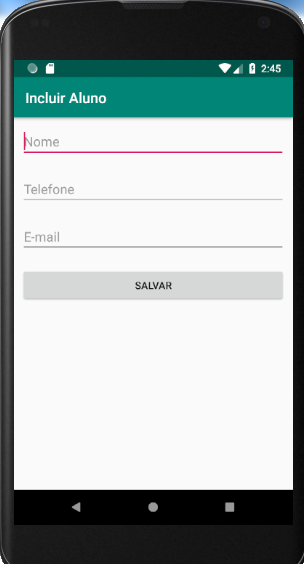 2:45
Incluir Aluno
Nome
Telefone
E-mail
SALVAR